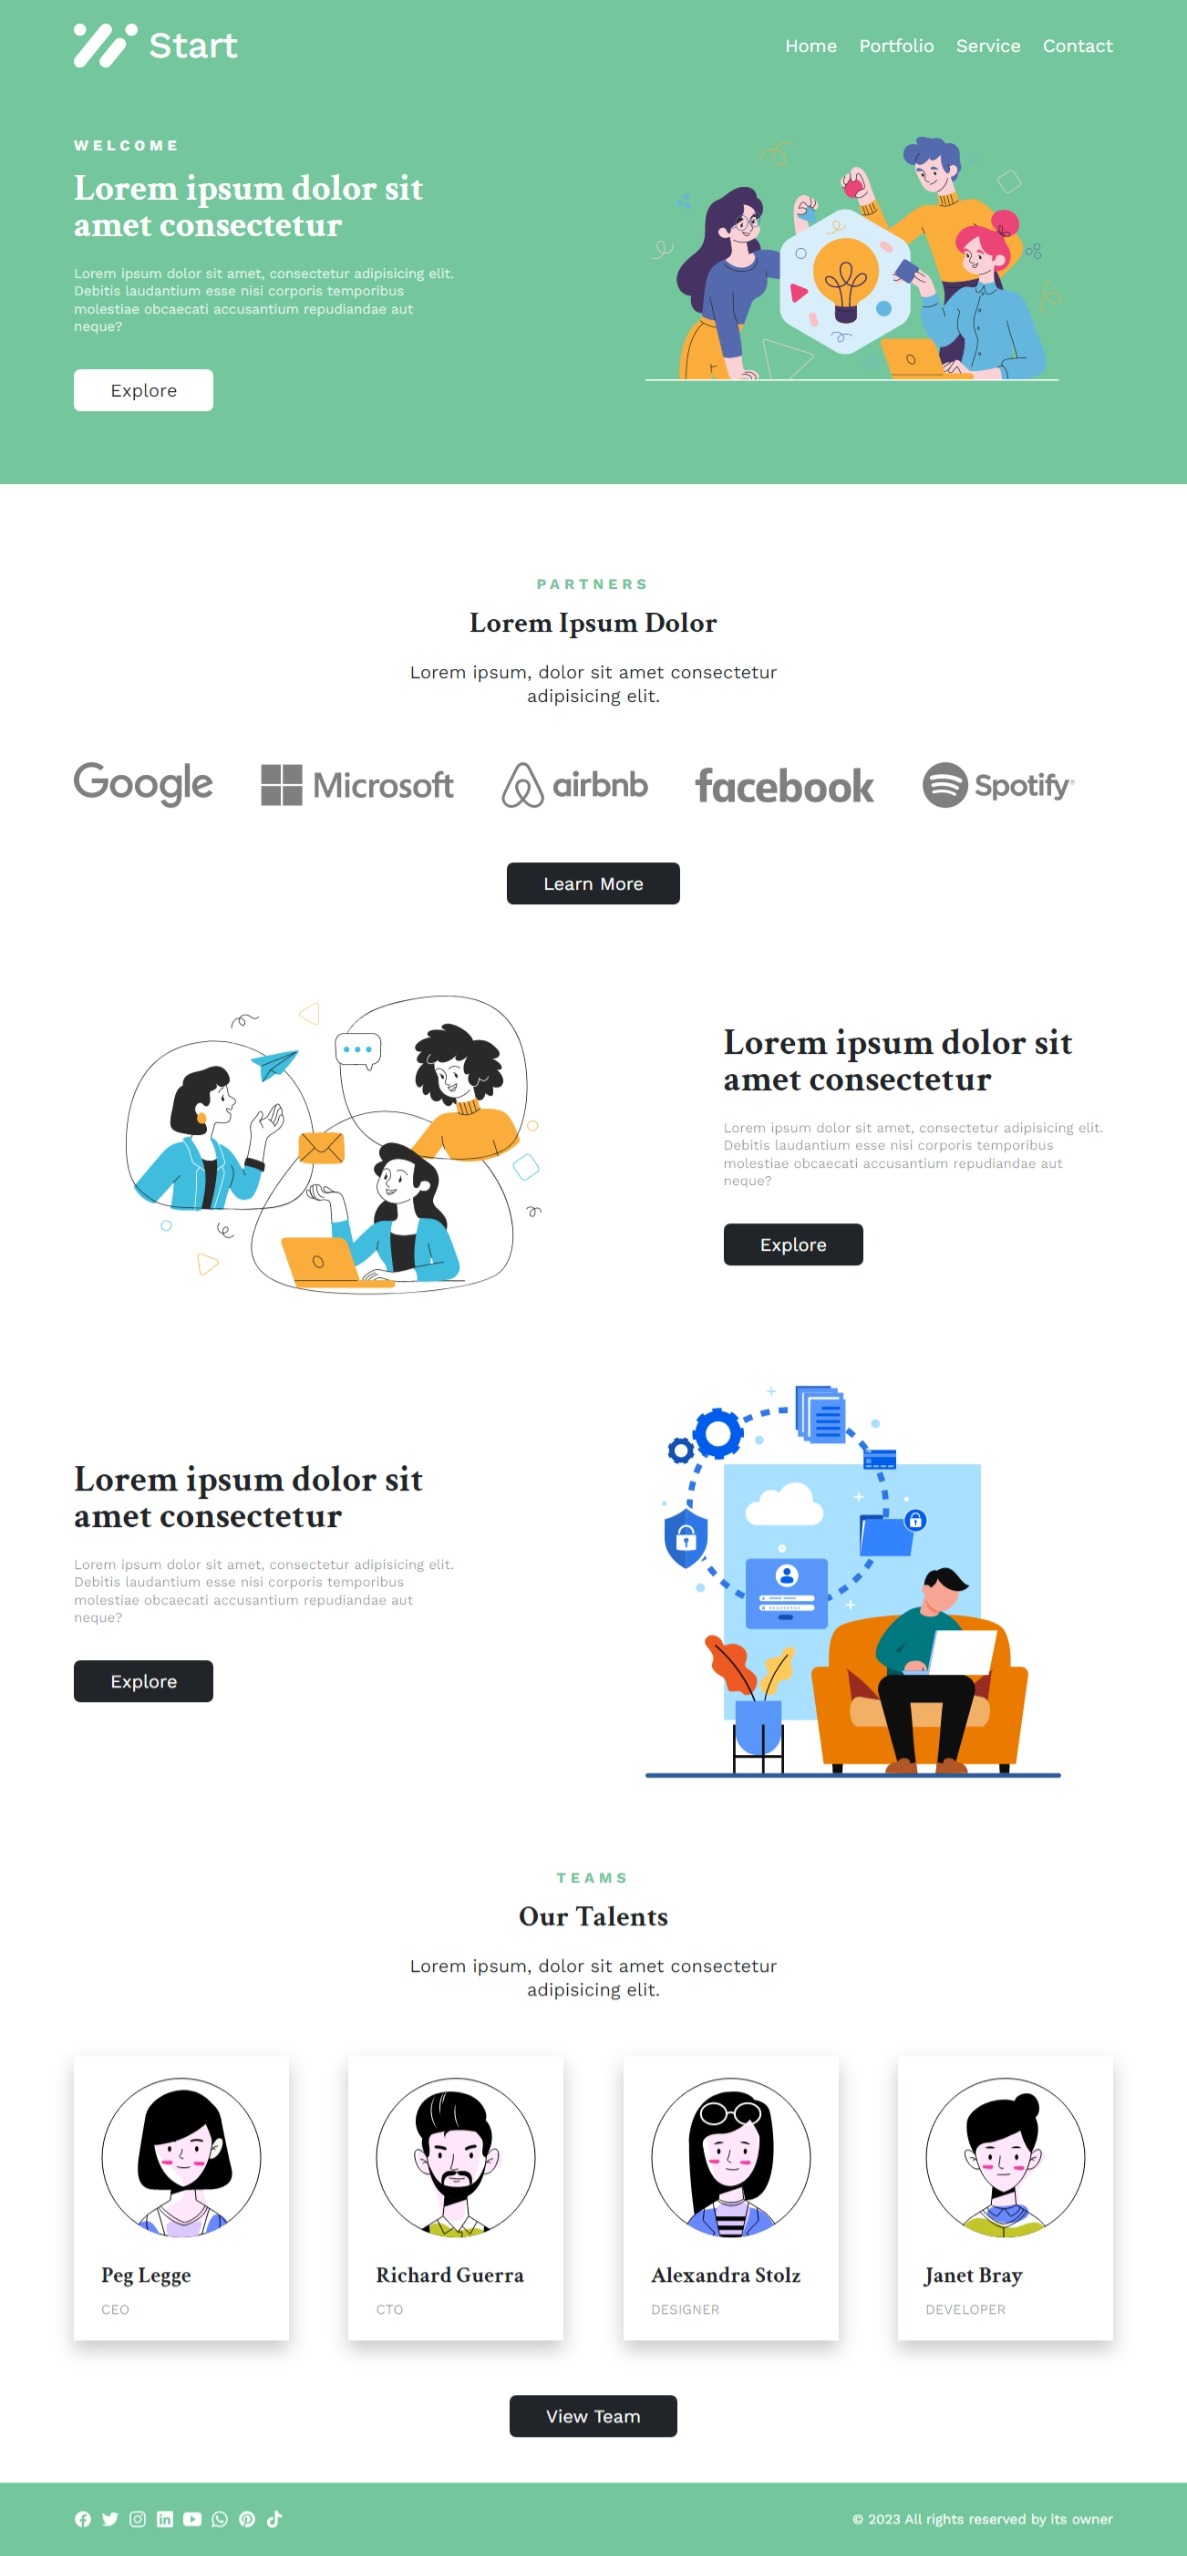 Start
Home Portfolio Service Contact
WELCOME
Lorem ipsum dolor sit
amet consectetur
Lorem ipsum dolor sit amet, consectetur adipisicing elit.
Debitis laudantium esse nisi corporis temporibus
molestiae obcaecati accusantium repudiandae aut
neque?
Explore
PARTNERS
Lorem Ipsum Dolor
Lorem ipsum, dolor sit amet consectetur
adipisicing elit.
Google Microsoft airbnb facebook Spotify
Learn More
Lorem ipsum dolor sit
amet consectetur
Lorem ipsum dolor sit amet, consectetur adipisicing elit.
Debitis laudantium esse nisi corporis temporibus
molestiae obcaecati accusantium repudiandae aut
neque?
Explore
Lorem ipsum dolor sit
amet consectetur
Lorem ipsum dolor sit amet, consectetur adipisicing elit.
Debitis laudantium esse nisi corporis temporibus
molestiae obcaecati accusantium repudiandae aut
neque?
Explore
TEAMS
Our Talents
Lorem ipsum, dolor sit amet consectetur
adipisicing elit.
Peg Legge
CEO
Richard Guerra
CTO
Alexandra Stolz
DESIGNER
Janet Bray
DEVELOPER
View Team
© 2023 All rights reserved by its owner